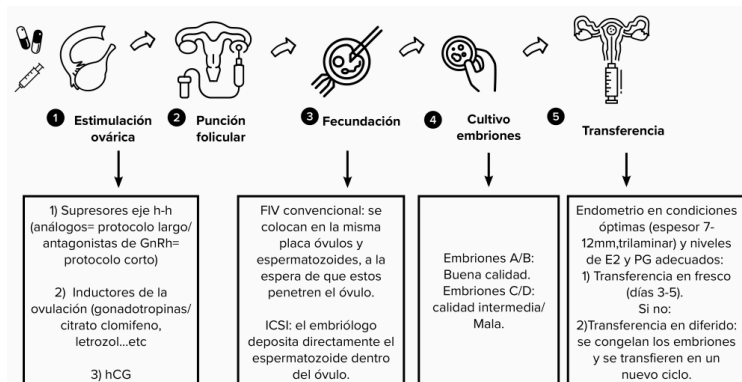 1 Estimulación
ovárica
2 Punción
folicular
3 Fecundación
4 Cultivo
embriones
5 Transferencia
1) Supresores eje h-h
(análogos= protocolo largo/
antagonistas de GnRh=
protocolo corto)
2) Inductores de la
ovulación (gonadotropinas/
citrato clomifeno,
letrozol...etc
3) hCG
FIV convencional: se
colocan en la misma
placa óvulos y
espermatozoides, a la
espera de que estos
penetren el óvulo.
ICSI: el embriólogo
deposita directamente el
espermatozoide dentro
del óvulo.
Embriones A/B:
Buena calidad.
Embriones C/D:
calidad intermedia/
Mala.
Endometrio en condiciones
óptimas (espesor 7-
12mm,trilaminar) y niveles
de E2 y PG adecuados:
1) Transferencia en fresco
(días 3-5).
Si no:
2)Transferencia en diferido:
se congelan los embriones
y se transfieren en un
nuevo ciclo.